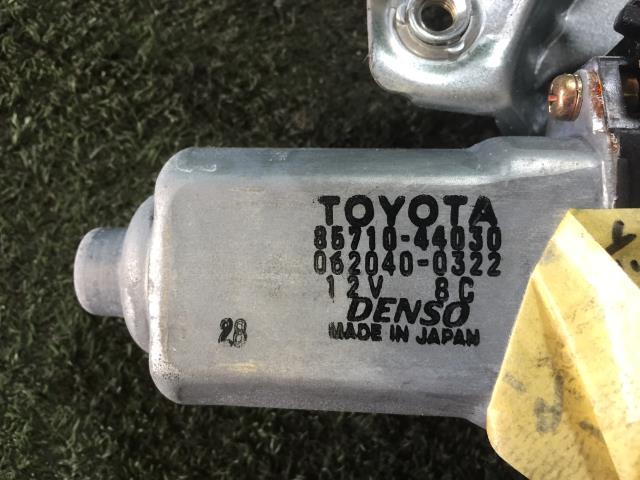 TOYOTA
85710-44030
062040-0322
12V 8C
DENSO
MADE IN JAPAN
28